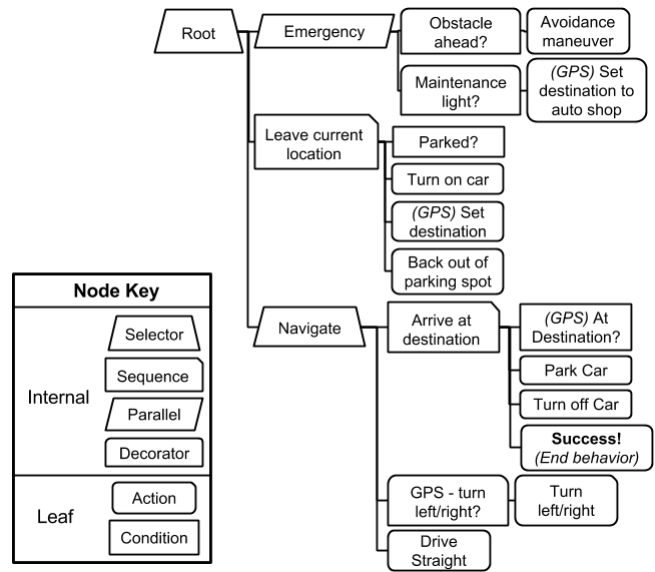 Root
Emergency
Obstacle
ahead?
Avoidance
maneuver
Maintenance
light?
(GPS) Set
destination to
auto shop
Leave current
location
Parked?
Turn on car
(GPS) Set
destination
Back out of
parking spot
Navigate
Arrive at
destination
(GPS) At
Destination?
Park Car
Turn off Car
Success!
(End behavior)
GPS - turn
left/right?
Turn
left/right
Drive
Straight
Node Key
Internal
Selector
Sequence
Parallel
Decorator
Leaf
Action
Condition